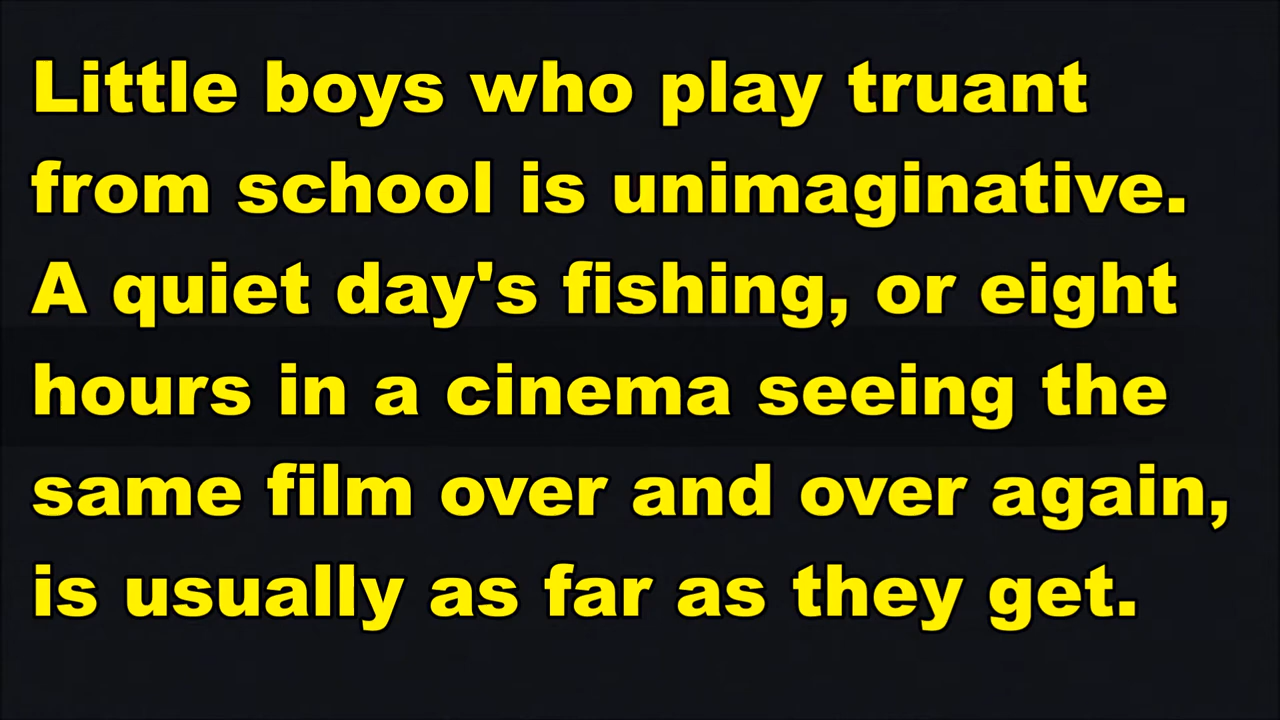 Little boys who play truant
from school is unimaginative.
A quiet day's fishing, or eight
hours in a cinema seeing the
same film over and over again,
is usually as far as they get.